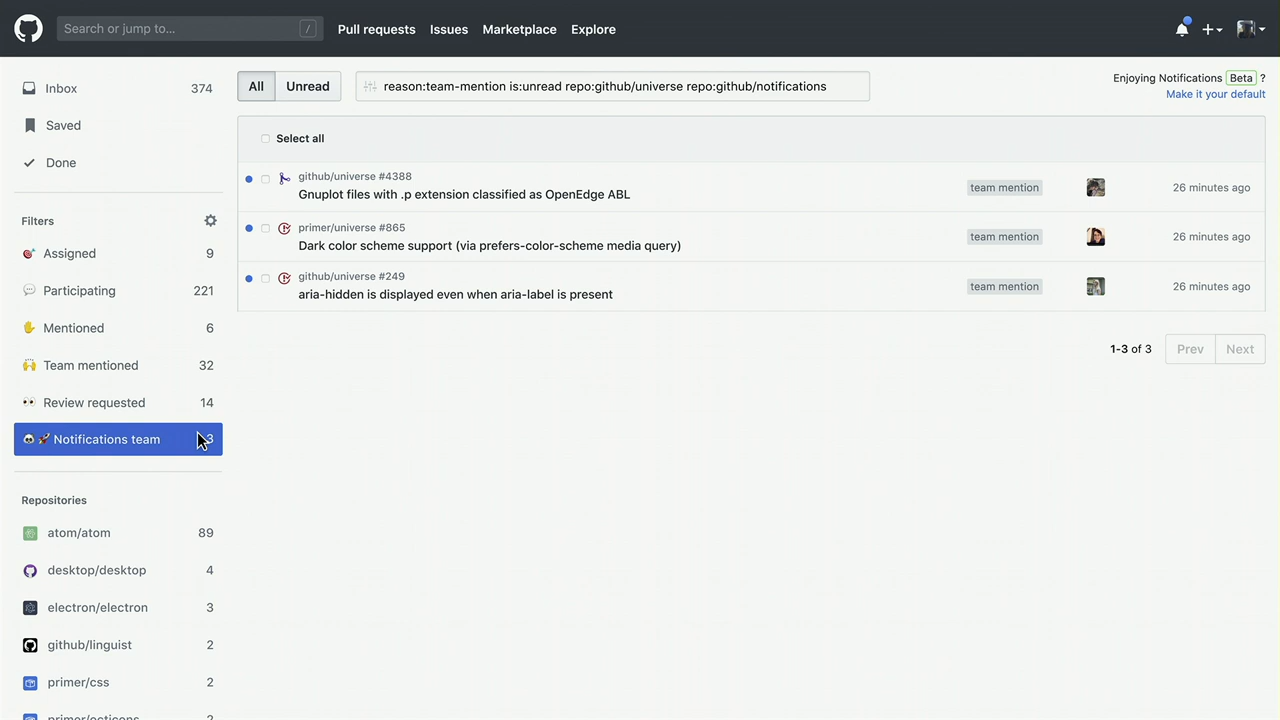 Search or jump to...
/
Pull requests
Issues
Marketplace
Explore
Inbox 374
Saved
Done
Filters
Assigned 9
Participating 221
Mentioned 6
Team mentioned 32
Review requested 14
Notifications team 3
Repositories
atom/atom 89
desktop/desktop 4
electron/electron 3
github/linguist 2
primer/css 2
primer/octicons 2
All
Unread
reason:team-mention is:unread repo:github/universe repo:github/notifications
Enjoying Notifications Beta ?
Make it your default
Select all
github/universe #4388
Gnuplot files with .p extension classified as OpenEdge ABL
team mention
26 minutes ago
primer/universe #865
Dark color scheme support (via prefers-color-scheme media query)
team mention
26 minutes ago
github/universe #249
aria-hidden is displayed even when aria-label is present
team mention
26 minutes ago
1-3 of 3
Prev
Next